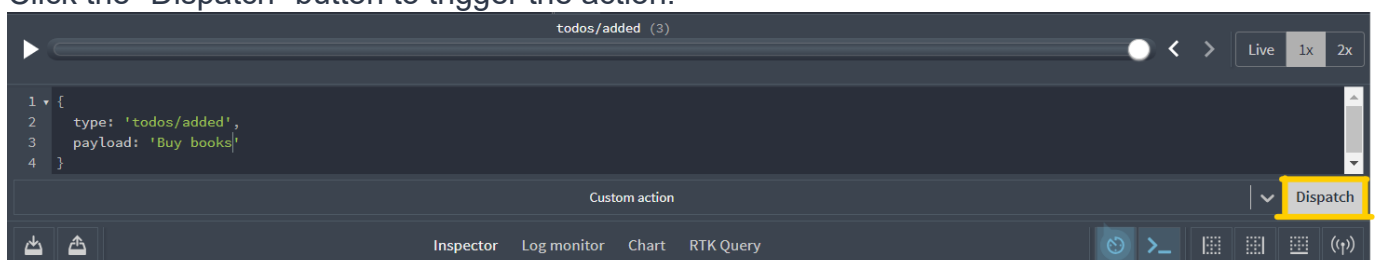 Click the "Dispatch" button to trigger the action.
todos/added (3)
Live 1x 2x
1 {
2 type: 'todos/added',
3 payload: 'Buy books'
4 }
Custom action
Dispatch
Inspector Log monitor Chart RTK Query